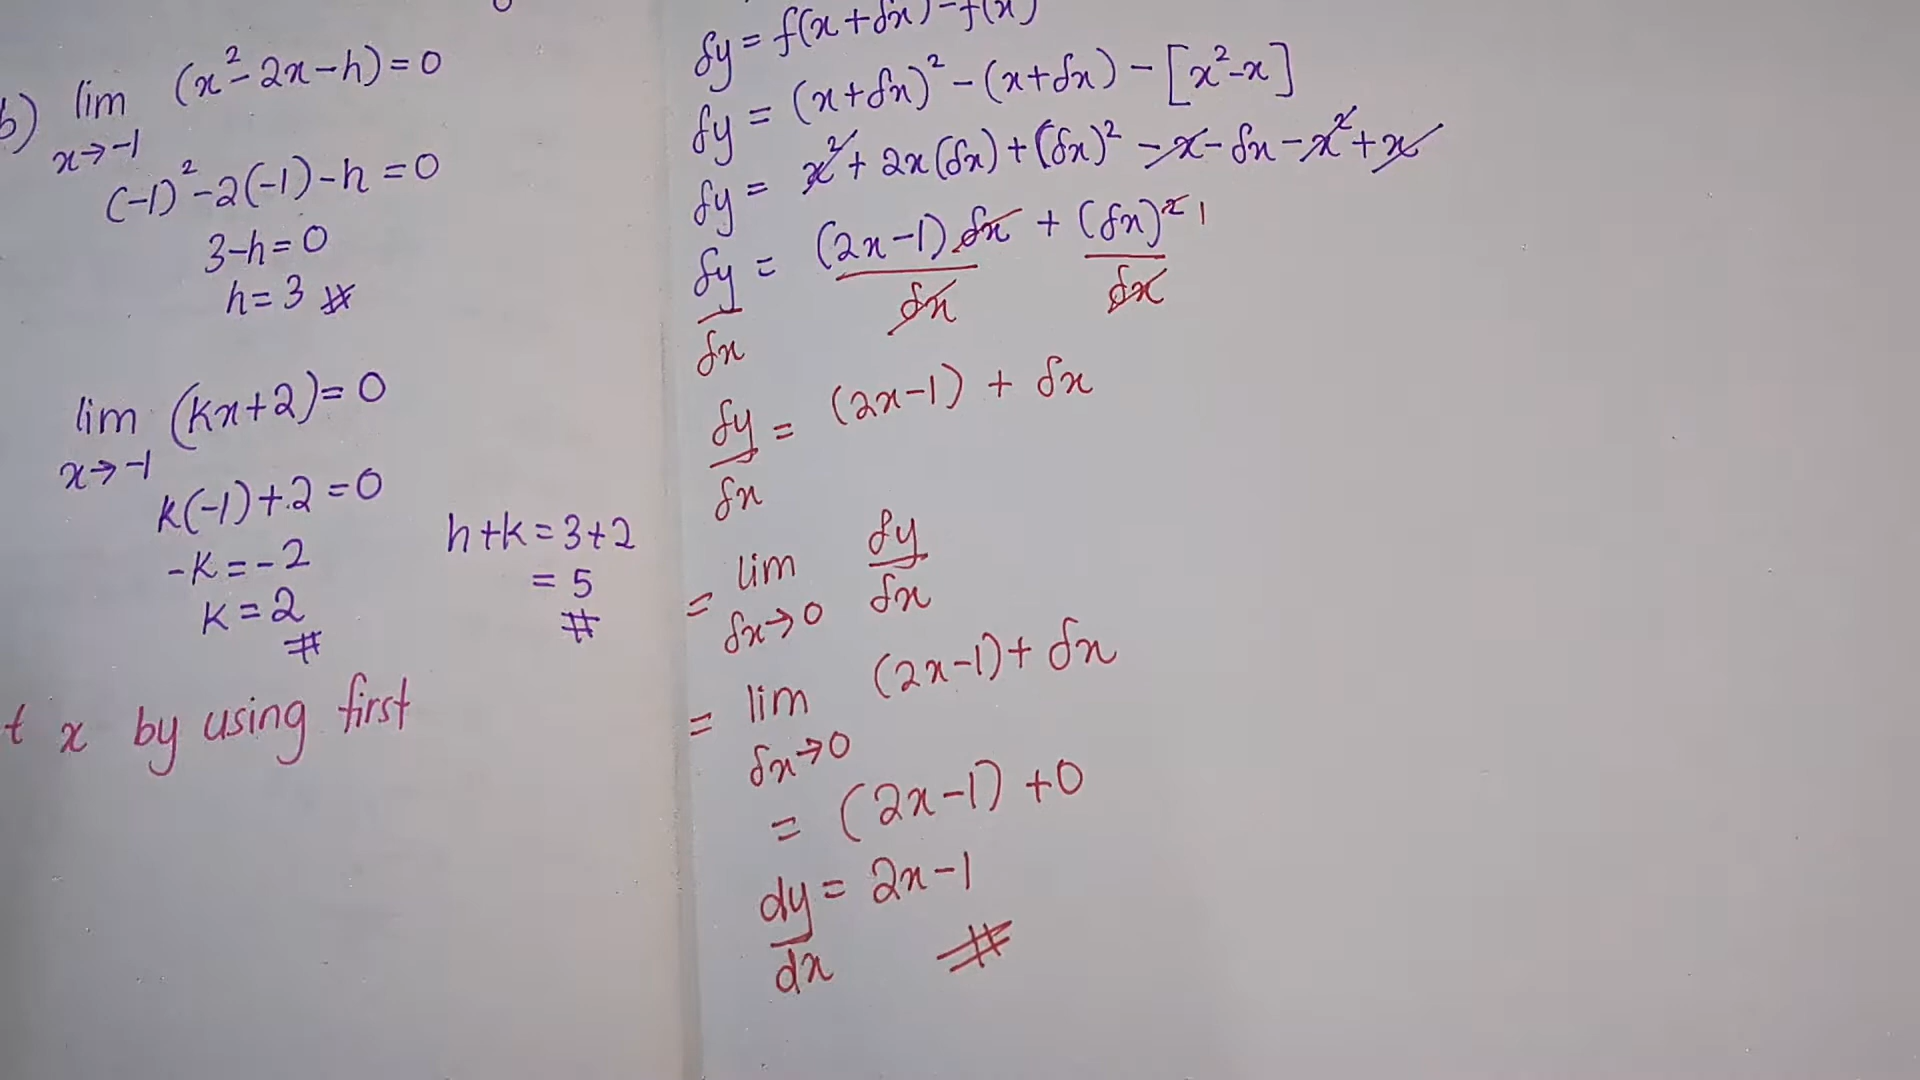 b) lim (x²-2x-h)=0
x→-1
(-1)²-2(-1)-h=0
3-h=0
h=3 #
lim (kx+2)=0
x→-1
k(-1)+2=0
-k=-2
k=2
#
h+k=3+2
=5
#
t x by using first
δy=f(x+δx)-f(x)
δy=(x+δx)²-(x+δx)-[x²-x]
δy=x²+2x(δx)+(δx)²-x-δx-x²+x
δy/δx=(2x-1)δx/δx+(δx)² 1/δx
δy/δx=(2x-1)+δx
=lim δy/δx
δx→0
=lim (2x-1)+δx
δx→0
=(2x-1)+0
dy/dx=2x-1
#